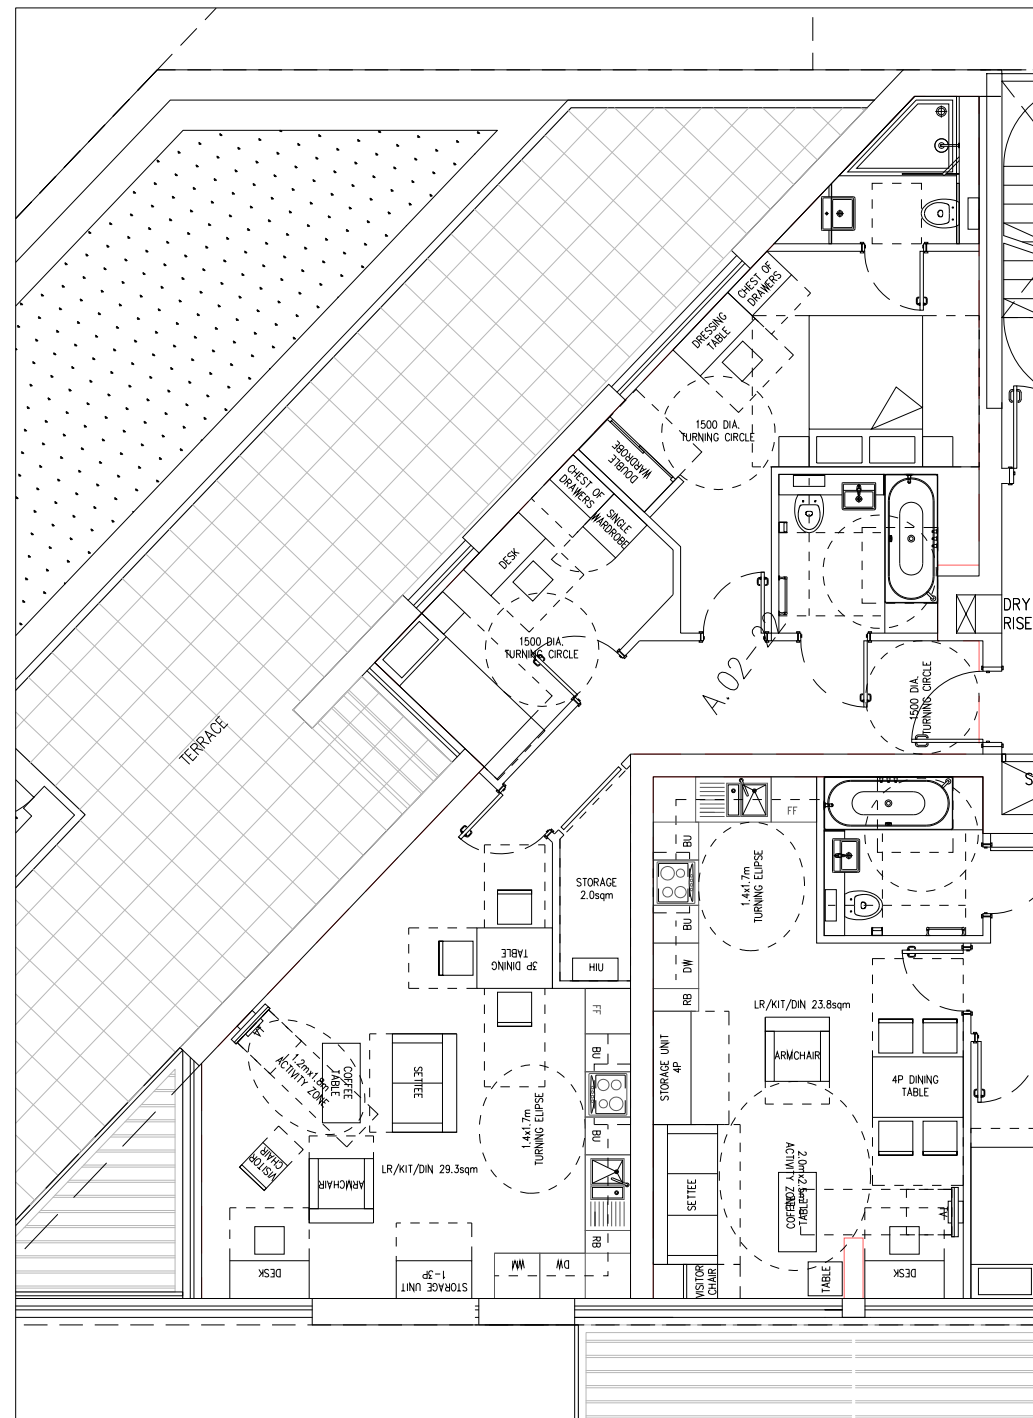 CHEST OF
DRAWERS
DRESSING
TABLE
1500 DIA.
TURNING CIRCLE
DOUBLE
WARDROBE
CHEST OF
DRAWERS
SINGLE
WARDROBE
DESK
DRY
RISE
1500 DIA.
TURNING CIRCLE
A.02
1500 DIA.
TURNING CIRCLE
TERRACE
S
FF
BU
1.4x1.7m
TURNING ELIPSE
STORAGE
2.0sqm
BU
3P DINING
TABLE
DW
HIU
RB
FF
LR/KIT/DIN 23.8sqm
STORAGE UNIT
4P
ARMCHAIR
BU
1.2mx1.8m
ACTIVITY ZONE
COFFEE
TABLE
SETTEE
4P DINING
TABLE
1.4x1.7m
TURNING ELIPSE
BU
VISITOR
CHAIR
ARMCHAIR
LR/KIT/DIN 29.3sqm
SETTEE
2.0mx2.5m
ACTIVITY ZONE
COFFEE
TABLE
RB
DESK
STORAGE UNIT
1-3P
WM
DW
VISITOR
CHAIR
TABLE
DESK